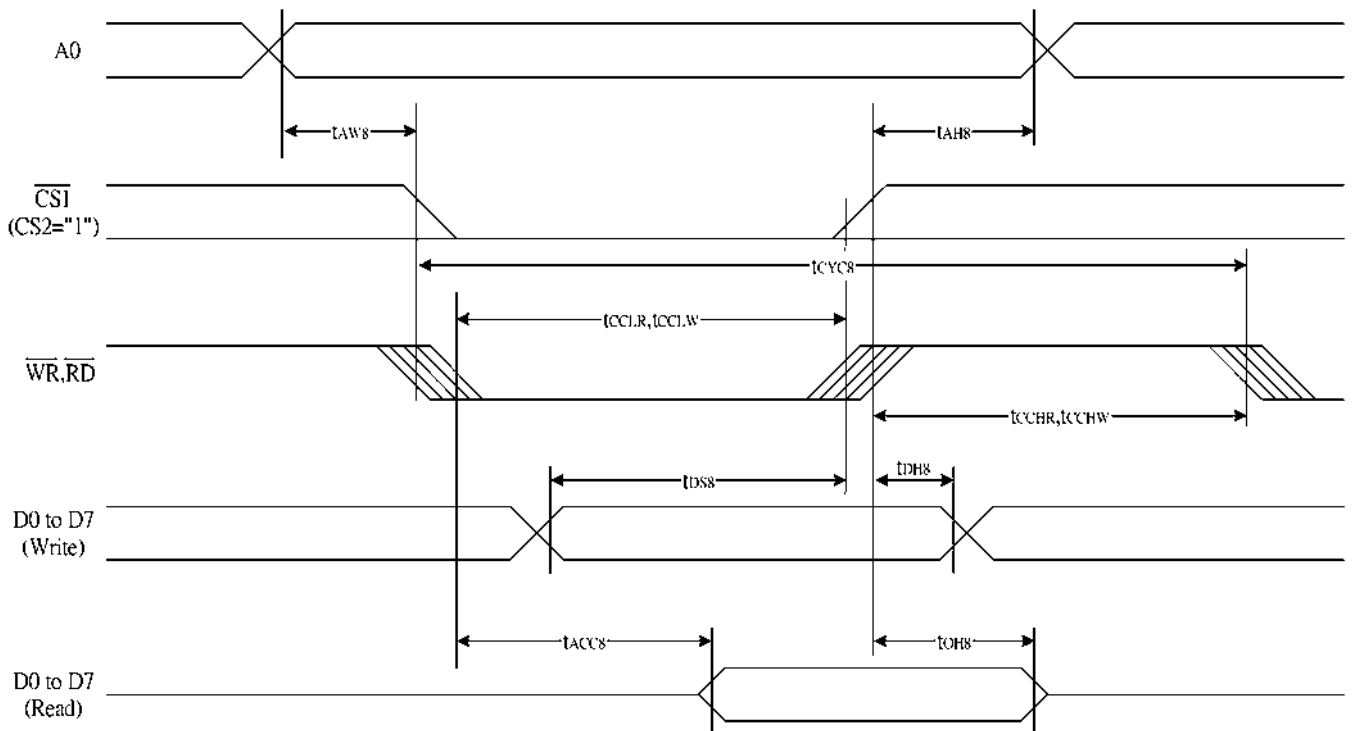 A0
tAW8
tAH8
CS1
(CS2="1")
tCYC8
tCCLR,tCCLW
WR,RD
tCCHR,tCCHW
tDS8
tDH8
D0 to D7
(Write)
tACC8
tOH8
D0 to D7
(Read)